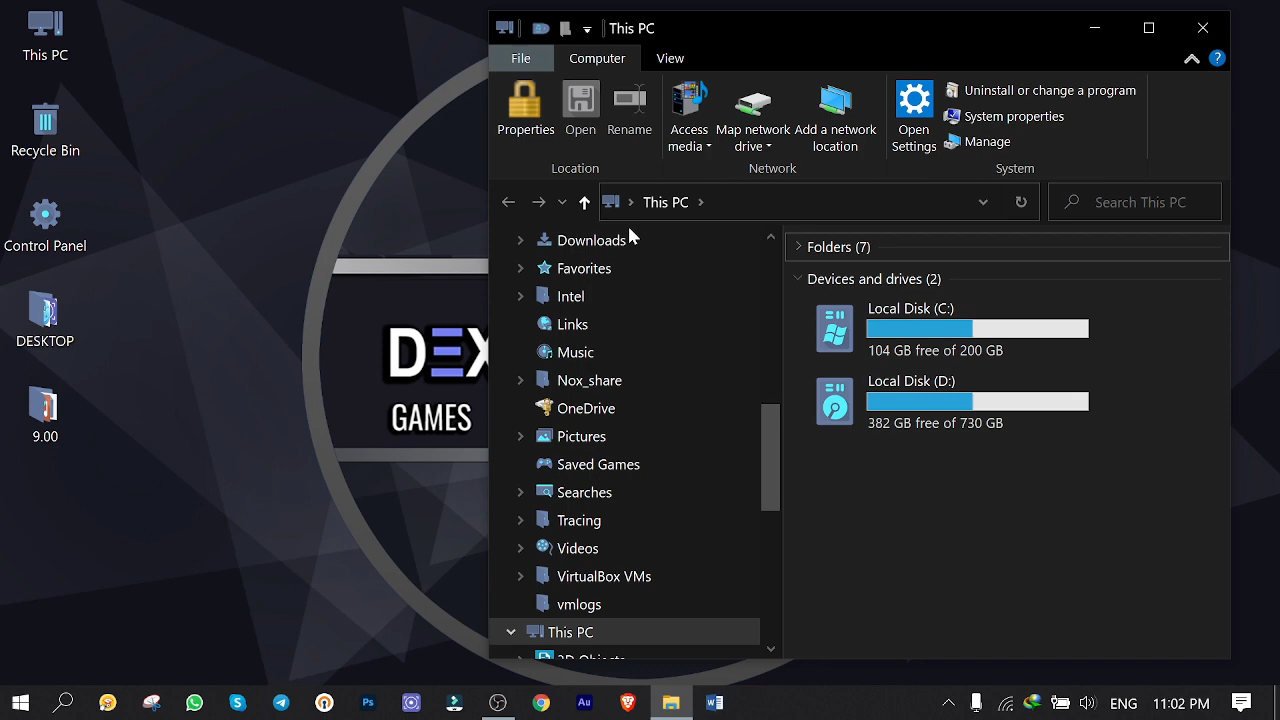 This PC
Recycle Bin
Control Panel
DESKTOP
9.00
GAMES
This PC
File
Computer
View
Properties
Open
Rename
Access
media
Map network
drive
Add a network
location
Open
Settings
Uninstall or change a program
System properties
Manage
Location
Network
System
This PC
Search This PC
Downloads
Favorites
Intel
Links
Music
Nox_share
OneDrive
Pictures
Saved Games
Searches
Tracing
Videos
VirtualBox VMs
vmlogs
This PC
3D Objects
Folders (7)
Devices and drives (2)
Local Disk (C:)
104 GB free of 200 GB
Local Disk (D:)
382 GB free of 730 GB
Ps
Au
ENG
11:02 PM